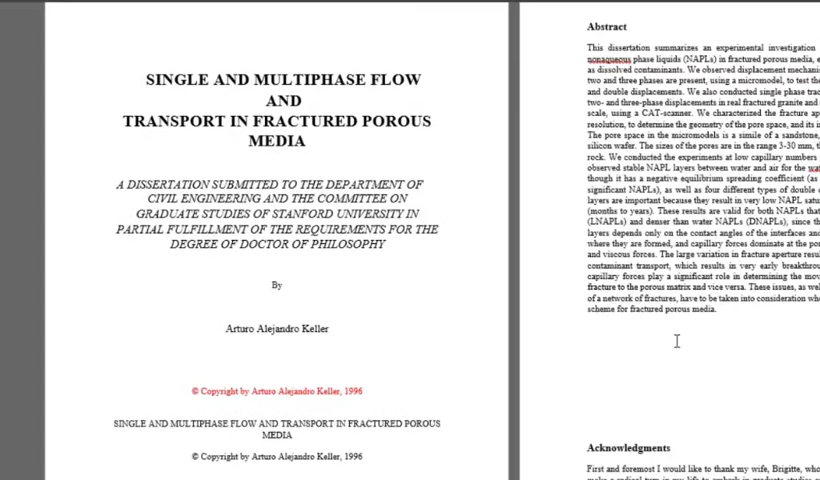 SINGLE AND MULTIPHASE FLOW
AND
TRANSPORT IN FRACTURED POROUS
MEDIA
A DISSERTATION SUBMITTED TO THE DEPARTMENT OF
CIVIL ENGINEERING AND THE COMMITTEE ON
GRADUATE STUDIES OF STANFORD UNIVERSITY IN
PARTIAL FULFILLMENT OF THE REQUIREMENTS FOR THE
DEGREE OF DOCTOR OF PHILOSOPHY
By
Arturo Alejandro Keller
© Copyright by Arturo Alejandro Keller, 1996
SINGLE AND MULTIPHASE FLOW AND TRANSPORT IN FRACTURED POROUS
MEDIA
© Copyright by Arturo Alejandro Keller, 1996
Abstract
This dissertation summarizes an experimental investigation
nonaqueous phase liquids (NAPLs) in fractured porous media, e
as dissolved contaminants. We observed displacement mechanis
two and three phases are present, using a micromodel, to test the
and double displacements. We also conducted single phase trac
two- and three-phase displacements in real fractured granite and
scale, using a CAT-scanner. We characterized the fracture ap
resolution, to determine the geometry of the pore space, and its i
The pore space in the micromodels is a simile of a sandstone,
silicon wafer. The sizes of the pores are in the range 3-30 mm, t
rock. We conducted the experiments at low capillary numbers
observed stable NAPL layers between water and air for the wa
though it has a negative equilibrium spreading coefficient (as
significant NAPLs), as well as four different types of double
layers are important because they result in very low NAPL satu
(months to years). These results are valid for both NAPLs that
(LNAPLs) and denser than water NAPLs (DNAPLs), since th
layers depends only on the contact angles of the interfaces and
where they are formed, and capillary forces dominate at the po
and viscous forces. The large variation in fracture aperture resul
contaminant transport, which results in very early breakthrou
capillary forces play a significant role in determining the mov
fracture to the porous matrix and vice versa. These issues, as wel
of a network of fractures, have to be taken into consideration wh
scheme for fractured porous media.
Acknowledgments
First and foremost I would like to thank my wife, Brigitte, who